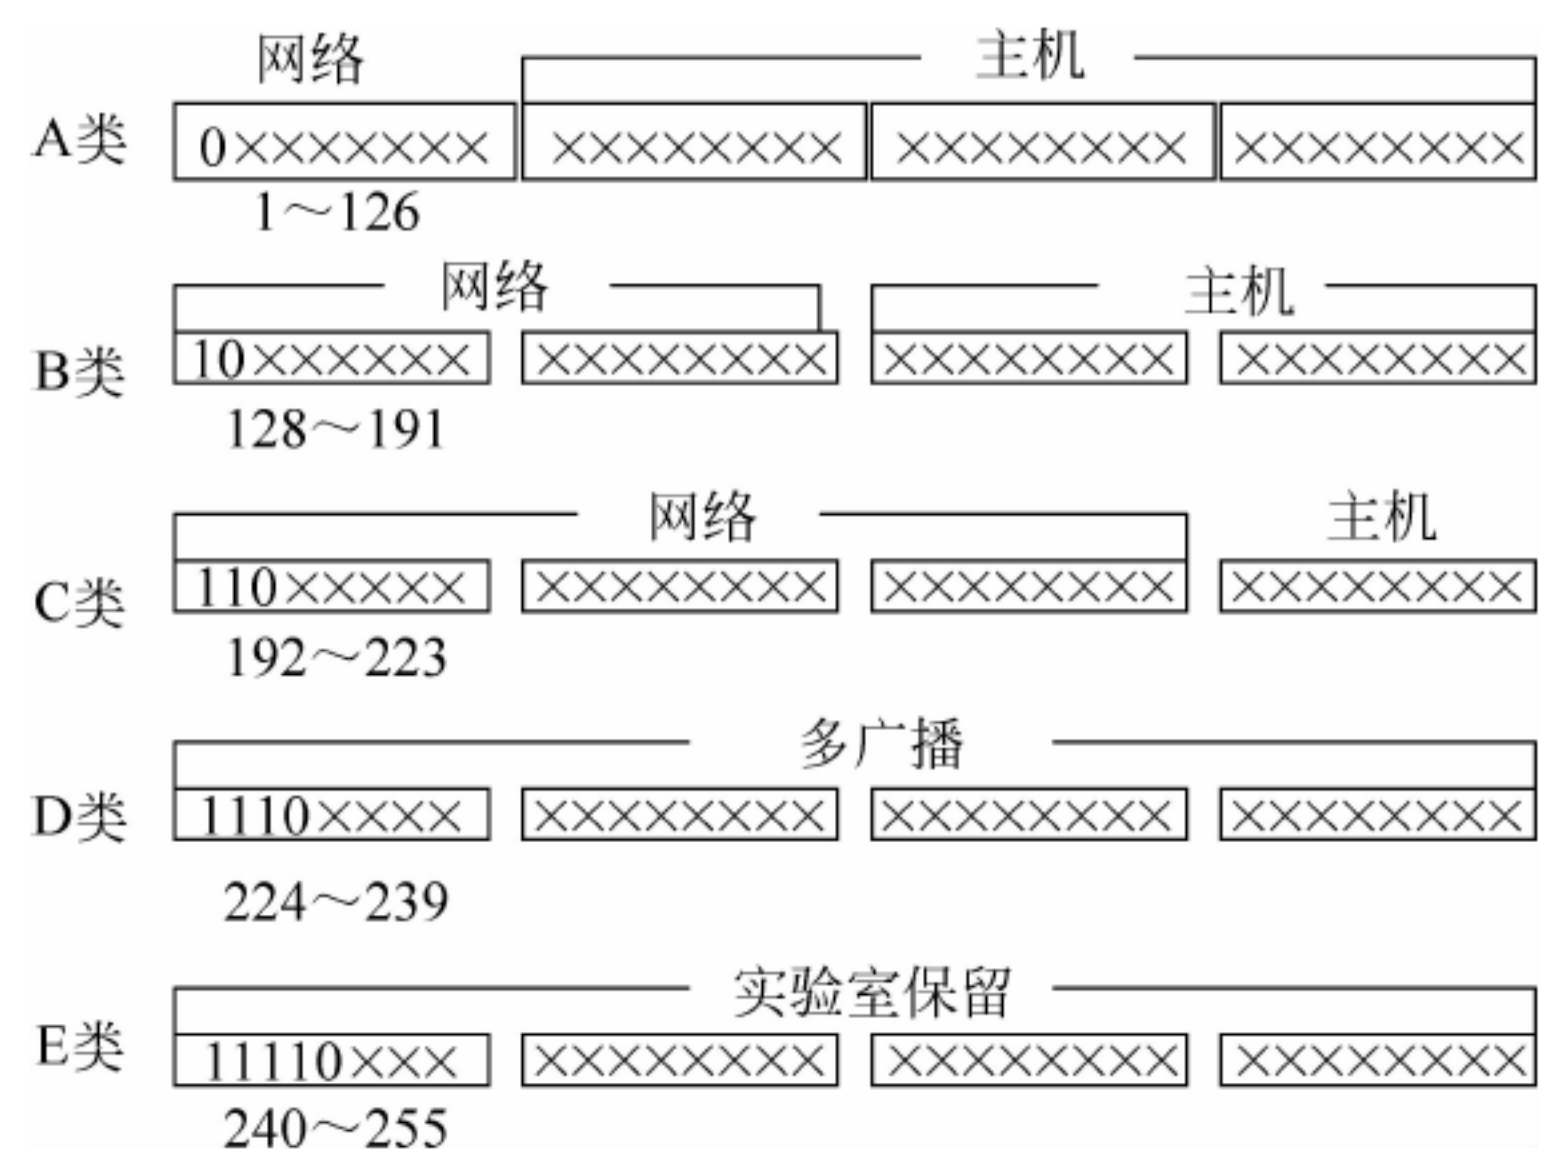 网络 主机
A类 0××××××× ×××××××× ×××××××× ××××××××
1～126
网络 主机
B类 10×××××× ×××××××× ×××××××× ××××××××
128～191
网络 主机
C类 110××××× ×××××××× ×××××××× ××××××××
192～223
多广播
D类 1110×××× ×××××××× ×××××××× ××××××××
224～239
实验室保留
E类 11110××× ×××××××× ×××××××× ××××××××
240～255